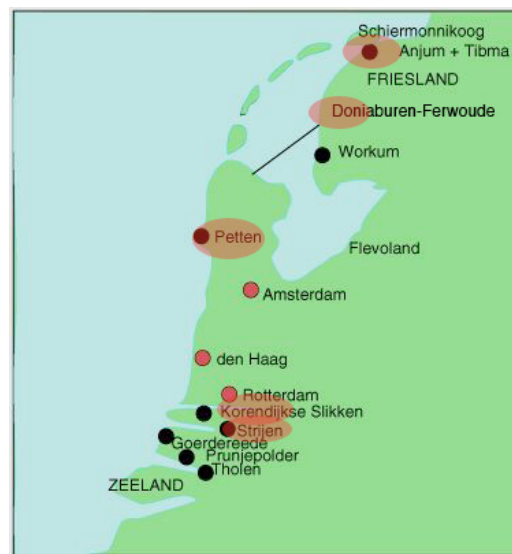 Schiermonnikoog
Anjum + Tibma
FRIESLAND
Doniaburen-Ferwoude
Workum
Petten
Flevoland
Amsterdam
den Haag
Rotterdam
Korendijkse Slikken
Strijen
Goerdereede
Prunjepolder
Tholen
ZEELAND